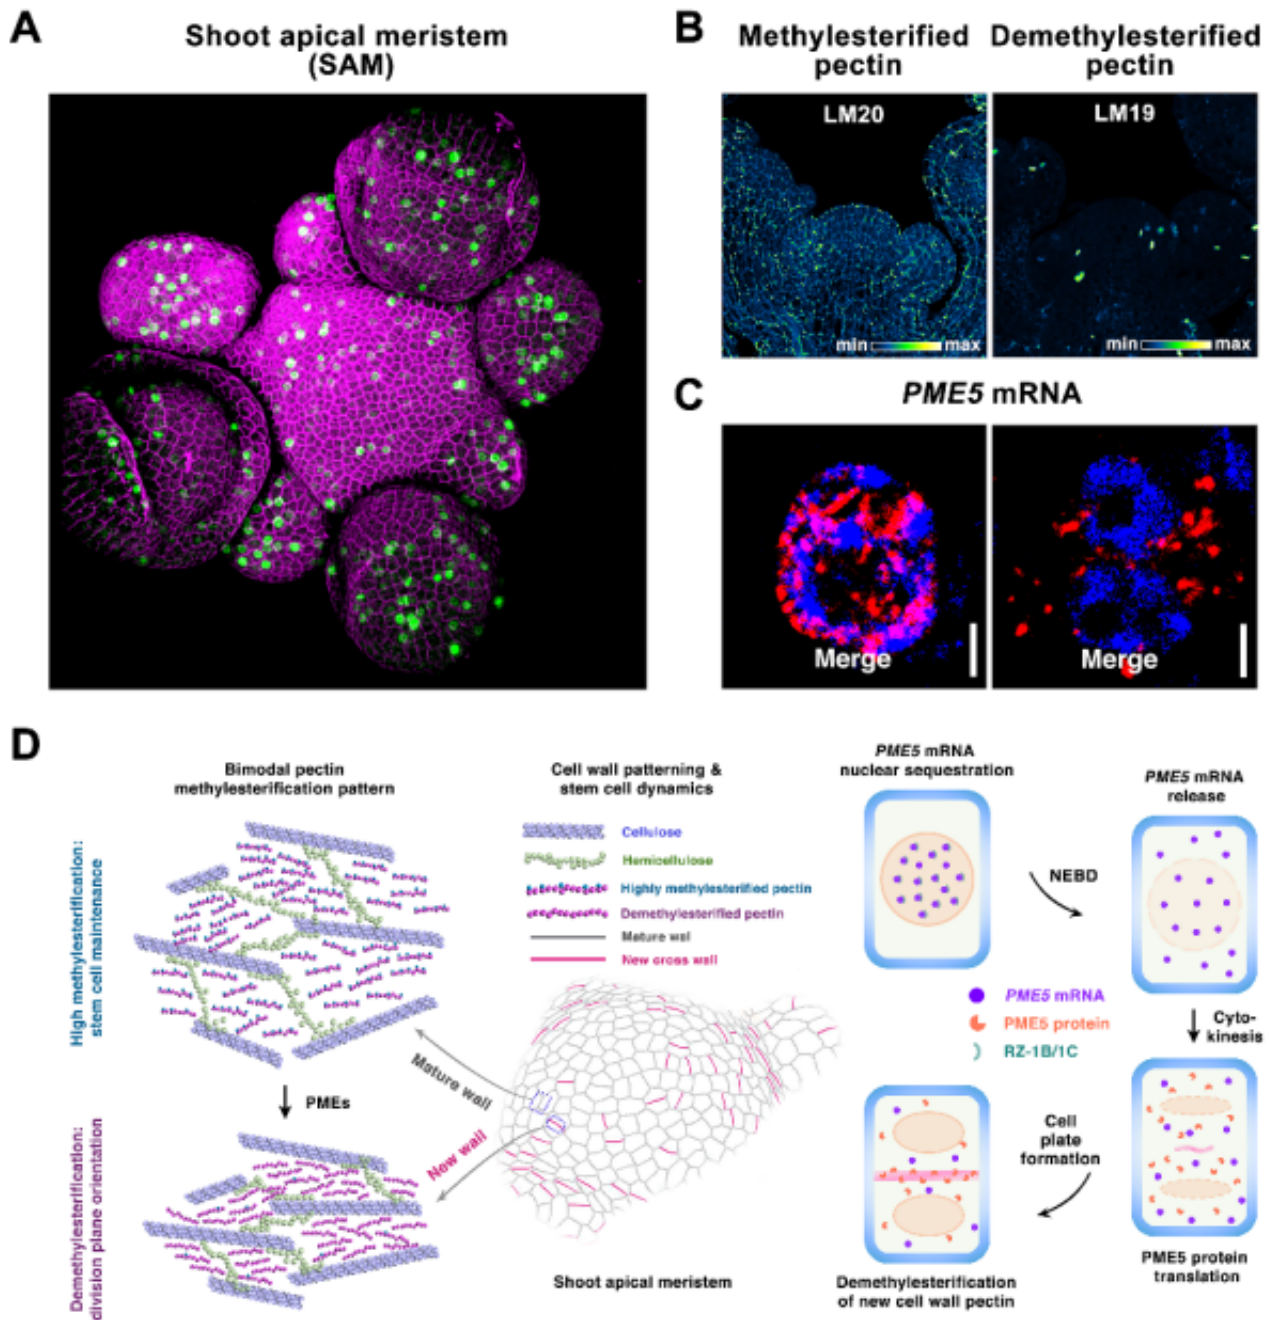 A
Shoot apical meristem
(SAM)
B
Methylesterified
pectin
Demethylesterified
pectin
LM20
LM19
min max
min max
C
PME5 mRNA
Merge
Merge
D
Bimodal pectin
methylesterification pattern
High methylesterification:
stem cell maintenance
PMEs
Demethylesterification:
division plane orientation
Cell wall patterning &
stem cell dynamics
Cellulose
Hemicellulose
Highly methylesterified pectin
Demethylesterified pectin
Mature wal
New cross wall
Mature wall
New wall
Shoot apical meristem
PME5 mRNA
nuclear sequestration
NEBD
PME5 mRNA
release
PME5 mRNA
PME5 protein
RZ-1B/1C
Cyto-
kinesis
Cell
plate
formation
PME5 protein
translation
Demethylesterification
of new cell wall pectin